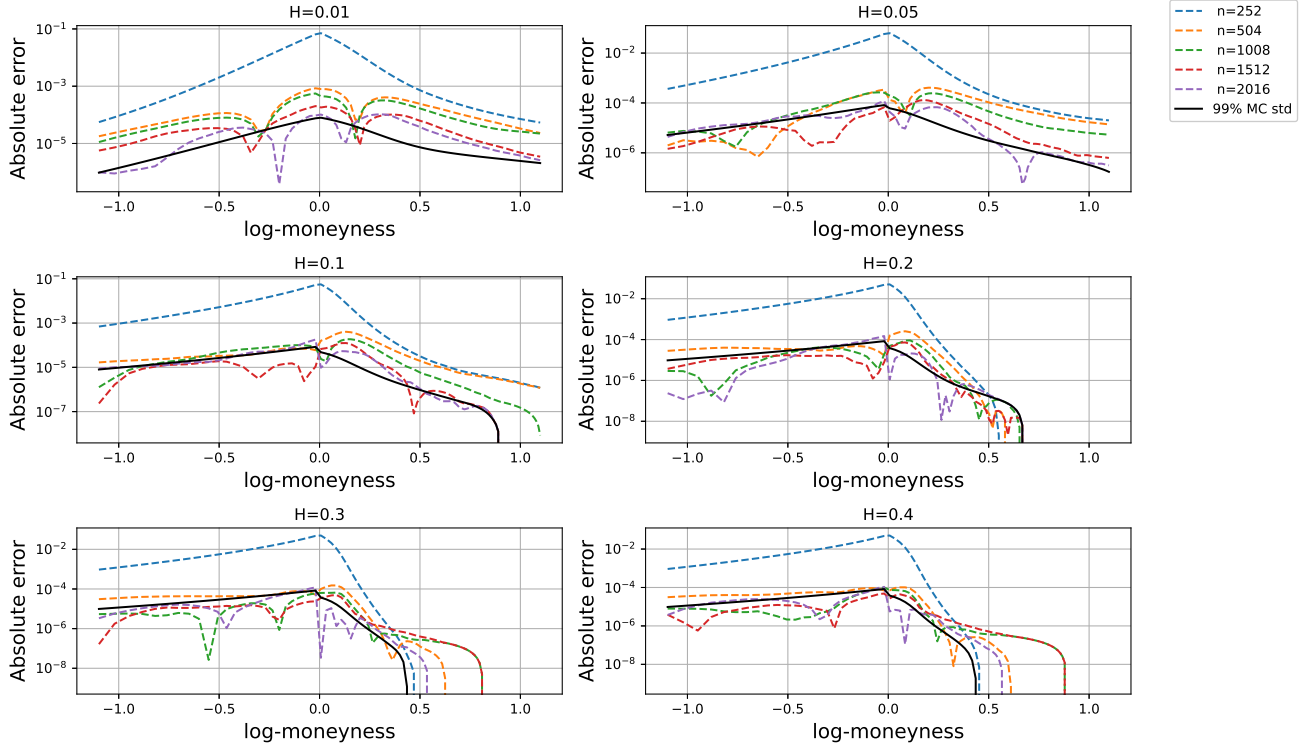 H=0.01
10⁻¹
10⁻³
10⁻⁵
Absolute error
−1.0 −0.5 0.0 0.5 1.0
log-moneyness
H=0.05
10⁻²
10⁻⁴
10⁻⁶
Absolute error
−1.0 −0.5 0.0 0.5 1.0
log-moneyness
n=252
n=504
n=1008
n=1512
n=2016
99% MC std
H=0.1
10⁻¹
10⁻³
10⁻⁵
10⁻⁷
Absolute error
−1.0 −0.5 0.0 0.5 1.0
log-moneyness
H=0.2
10⁻²
10⁻⁴
10⁻⁶
10⁻⁸
Absolute error
−1.0 −0.5 0.0 0.5 1.0
log-moneyness
H=0.3
10⁻²
10⁻⁴
10⁻⁶
10⁻⁸
Absolute error
−1.0 −0.5 0.0 0.5 1.0
log-moneyness
H=0.4
10⁻²
10⁻⁴
10⁻⁶
10⁻⁸
Absolute error
−1.0 −0.5 0.0 0.5 1.0
log-moneyness